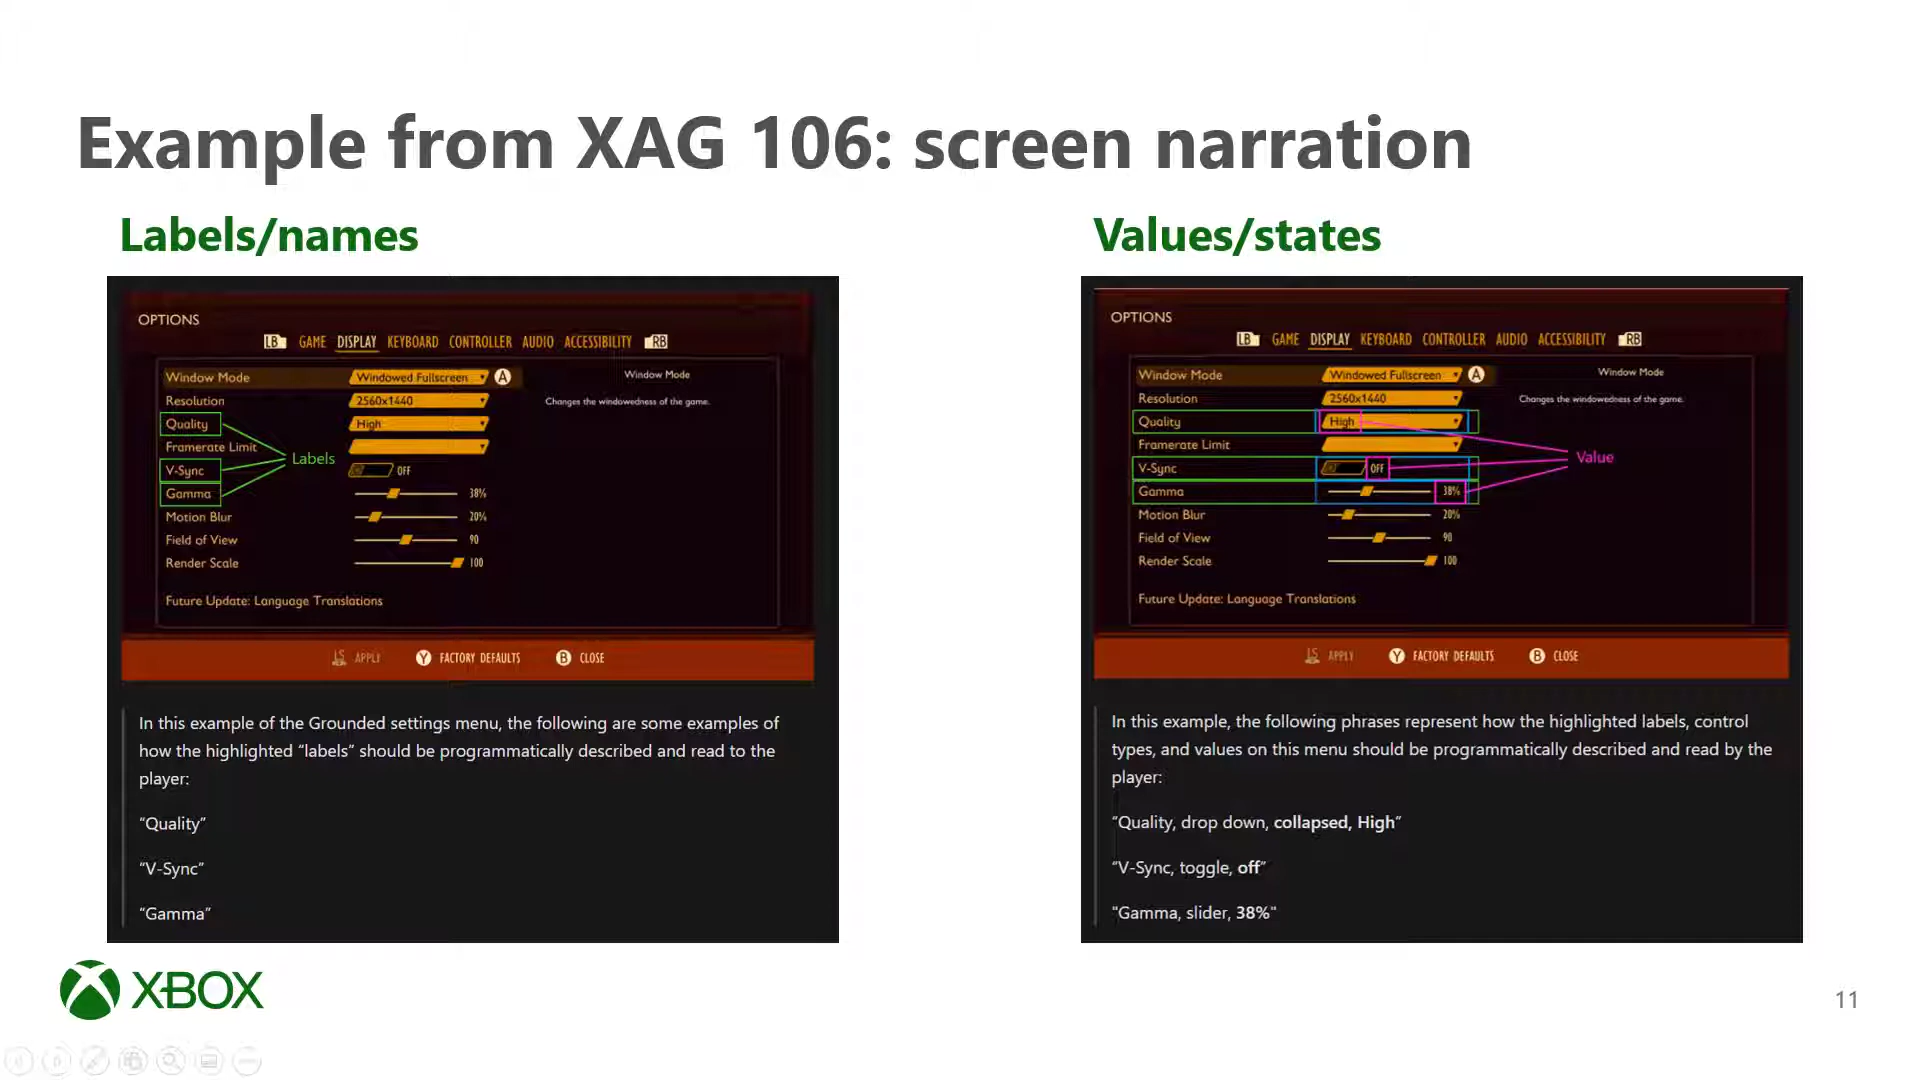 Example from XAG 106: screen narration
Labels/names
OPTIONS
LB GAME DISPLAY KEYBOARD CONTROLLER AUDIO ACCESSIBILITY RB
Window Mode Windowed Fullscreen A Window Mode
Resolution 2560x1440 Changes the windowedness of the game.
Quality High
Framerate Limit
Labels
V-Sync OFF
Gamma 38%
Motion Blur 20%
Field of View 90
Render Scale 100
Future Update: Language Translations
LS APPLY Y FACTORY DEFAULTS B CLOSE
In this example of the Grounded settings menu, the following are some examples of
how the highlighted “labels” should be programmatically described and read to the
player:
“Quality”
“V-Sync”
“Gamma”
Values/states
OPTIONS
LB GAME DISPLAY KEYBOARD CONTROLLER AUDIO ACCESSIBILITY RB
Window Mode Windowed Fullscreen A Window Mode
Resolution 2560x1440 Changes the windowedness of the game.
Quality High
Framerate Limit
Value
V-Sync OFF
Gamma 38%
Motion Blur 20%
Field of View 90
Render Scale 100
Future Update: Language Translations
LS APPLY Y FACTORY DEFAULTS B CLOSE
In this example, the following phrases represent how the highlighted labels, control
types, and values on this menu should be programmatically described and read by the
player:
“Quality, drop down, collapsed, High”
“V-Sync, toggle, off”
"Gamma, slider, 38%"
XBOX
11